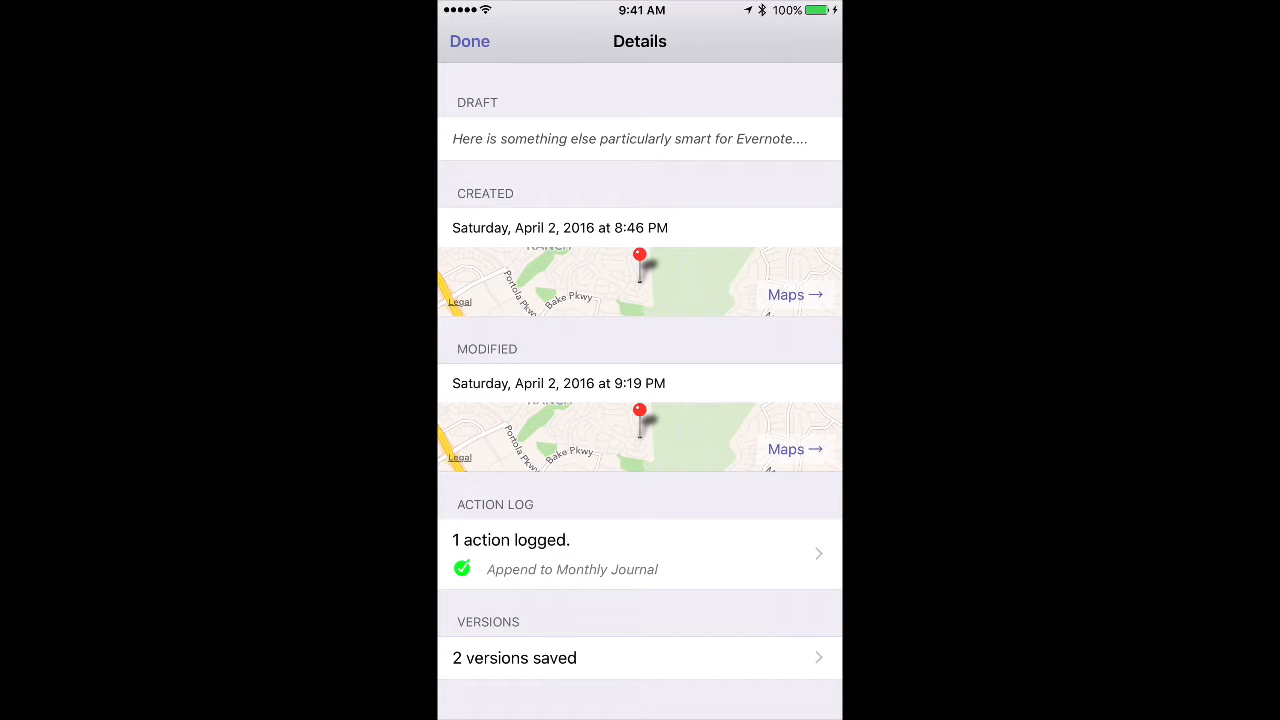 9:41 AM
100%
Done
Details
DRAFT
Here is something else particularly smart for Evernote....
CREATED
Saturday, April 2, 2016 at 8:46 PM
RANCH
Portola Pkwy
Bake Pkwy
Legal
Maps →
MODIFIED
Saturday, April 2, 2016 at 9:19 PM
RANCH
Portola Pkwy
Bake Pkwy
Legal
Maps →
ACTION LOG
1 action logged.
Append to Monthly Journal
VERSIONS
2 versions saved